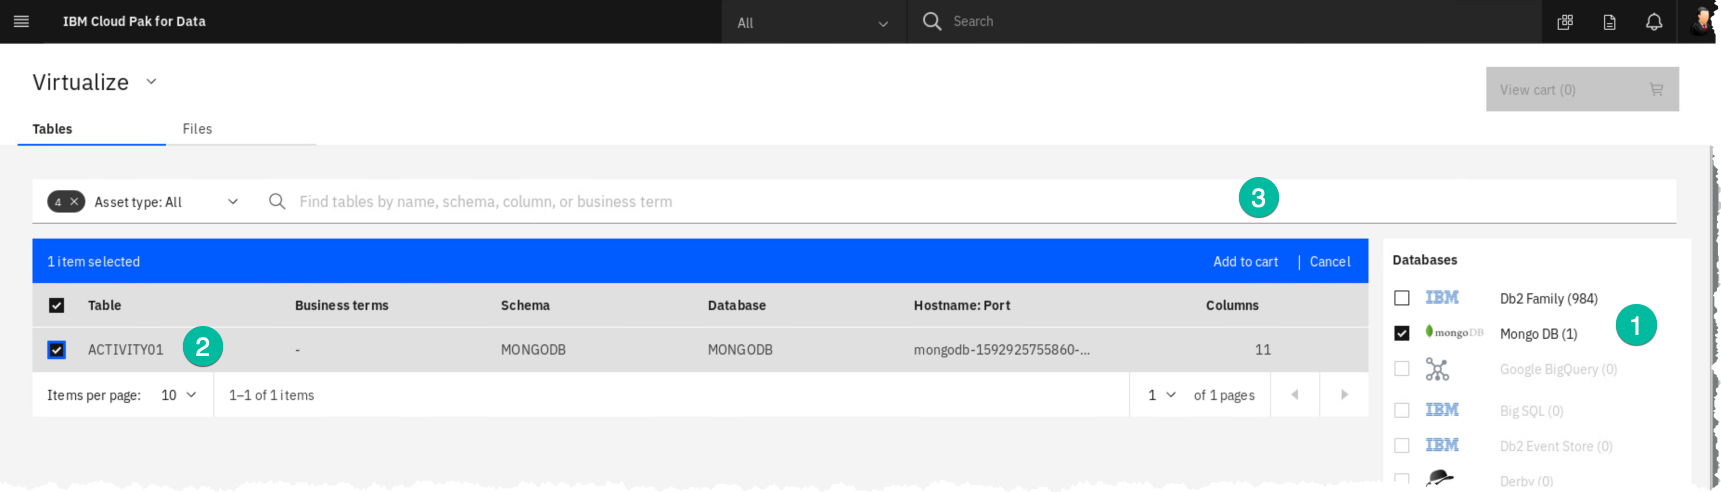 IBM Cloud Pak for Data
All
Search
Virtualize
View cart (0)
Tables
Files
4 × Asset type: All
Find tables by name, schema, column, or business term
3
1 item selected
Add to cart | Cancel
Table Business terms Schema Database Hostname: Port Columns
ACTIVITY01 - MONGODB MONGODB mongodb-1592925755860-... 11
2
Items per page: 10 1–1 of 1 items 1 of 1 pages
Databases
IBM Db2 Family (984)
mongoDB Mongo DB (1)
1
Google BigQuery (0)
IBM Big SQL (0)
IBM Db2 Event Store (0)
Derby (0)